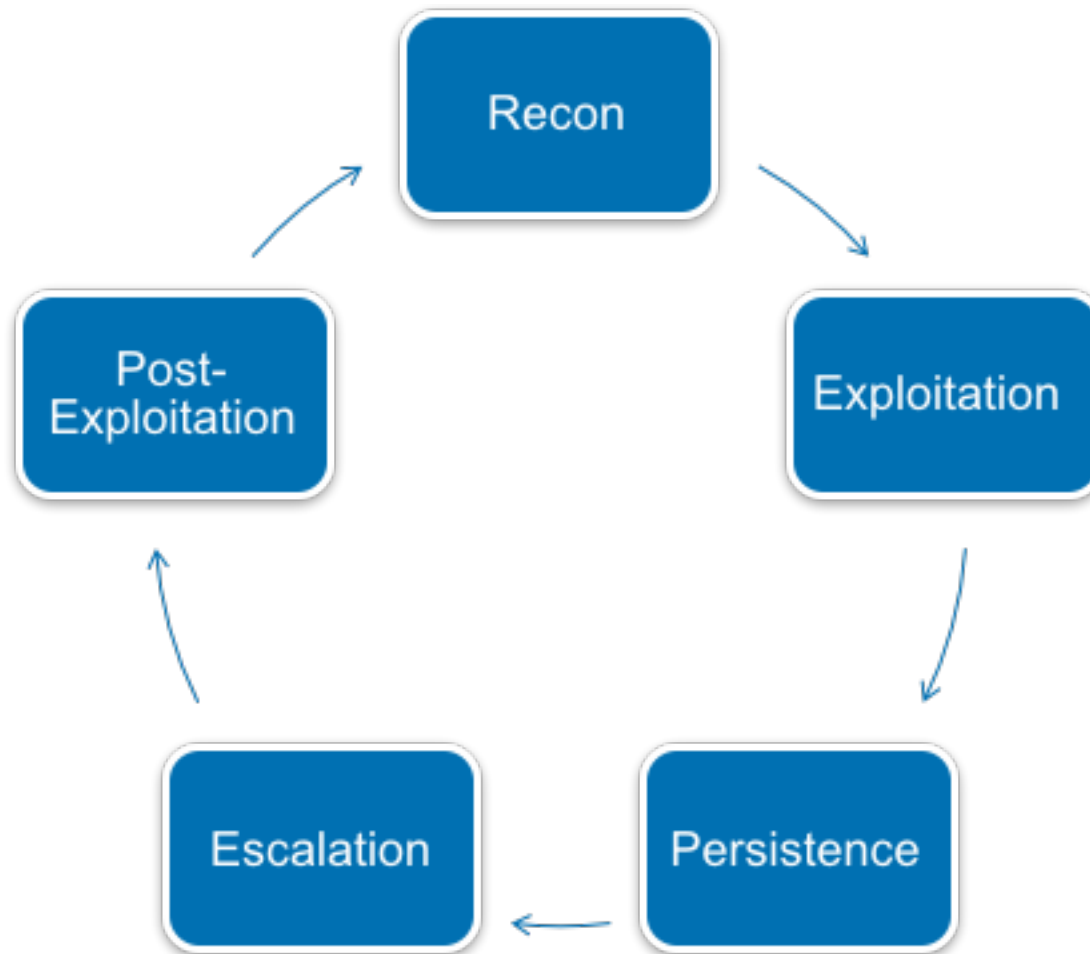 Recon
Exploitation
Persistence
Escalation
Post-
Exploitation